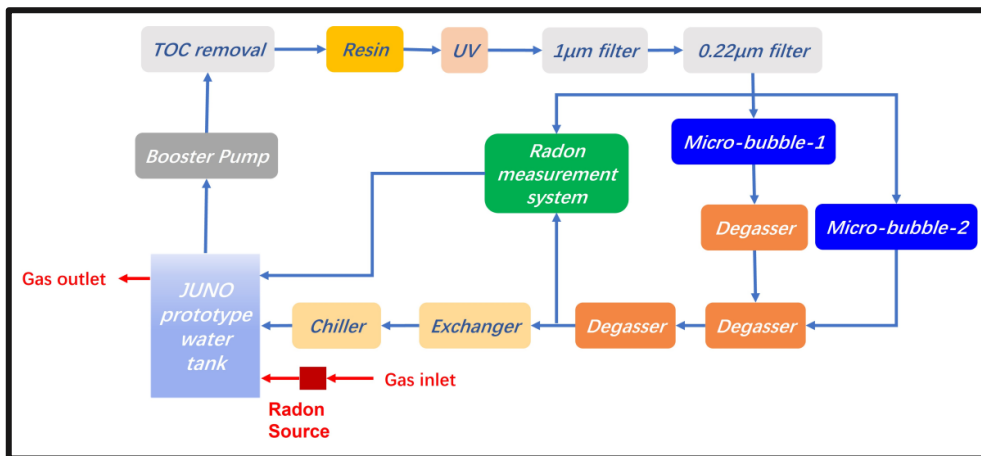 TOC removal
Resin
UV
1μm filter
0.22μm filter
Booster Pump
Radon
measurement
system
Micro-bubble-1
Degasser
Micro-bubble-2
Gas outlet
JUNO
prototype
water
tank
Chiller
Exchanger
Degasser
Degasser
Gas inlet
Radon
Source